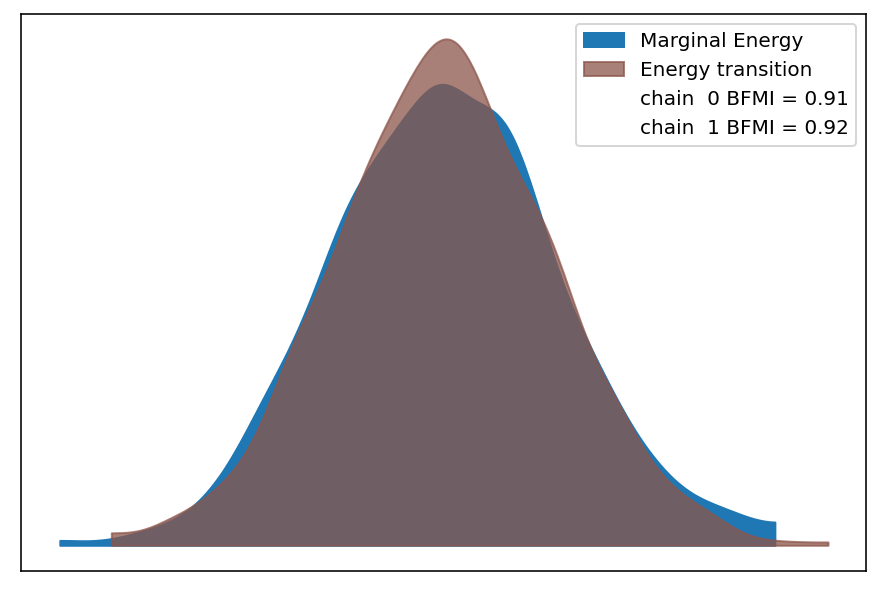 Marginal Energy
Energy transition
chain  0 BFMI = 0.91
chain  1 BFMI = 0.92